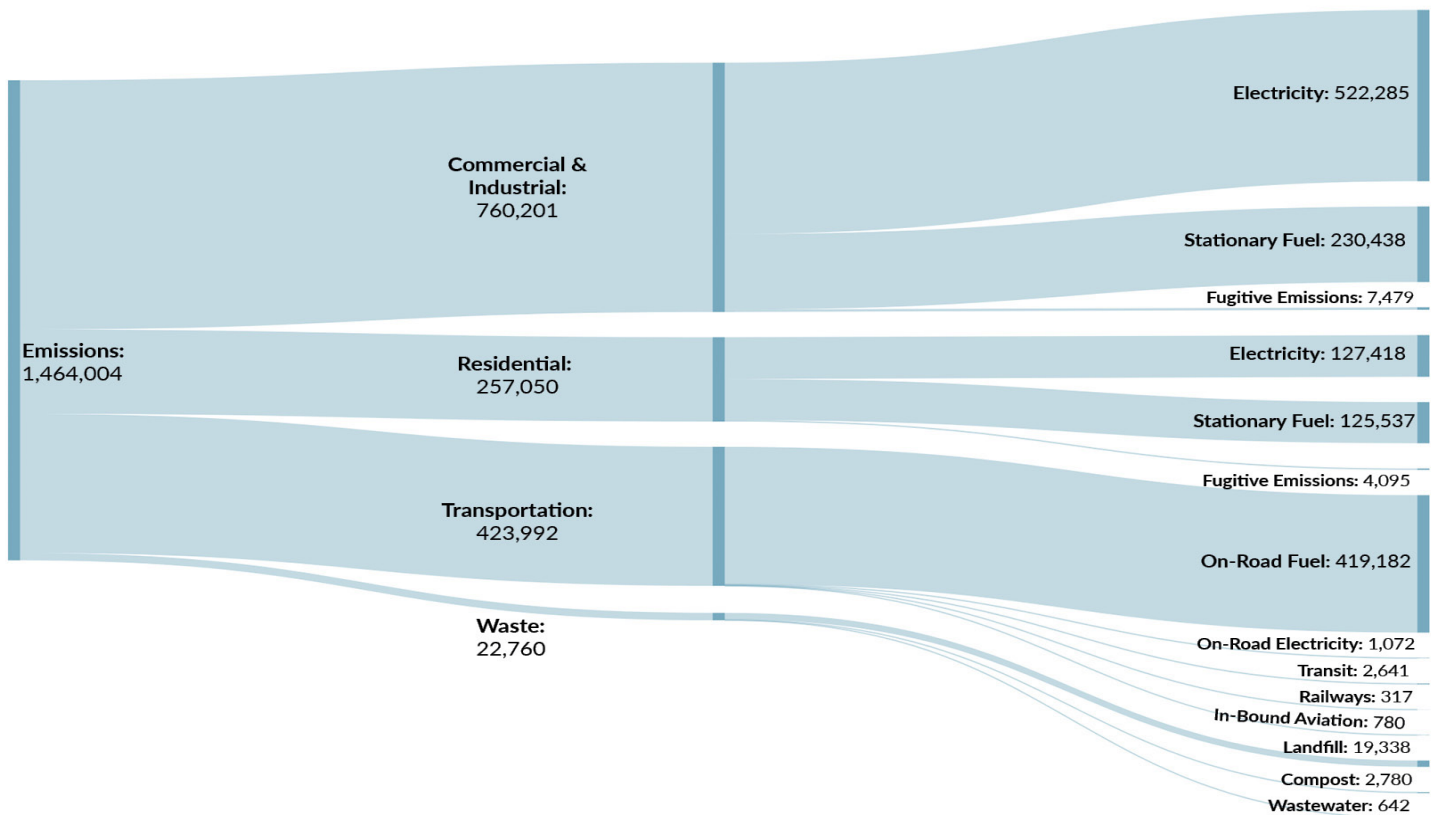 Emissions:
1,464,004
Commercial &
Industrial:
760,201
Residential:
257,050
Transportation:
423,992
Waste:
22,760
Electricity: 522,285
Stationary Fuel: 230,438
Fugitive Emissions: 7,479
Electricity: 127,418
Stationary Fuel: 125,537
Fugitive Emissions: 4,095
On-Road Fuel: 419,182
On-Road Electricity: 1,072
Transit: 2,641
Railways: 317
In-Bound Aviation: 780
Landfill: 19,338
Compost: 2,780
Wastewater: 642